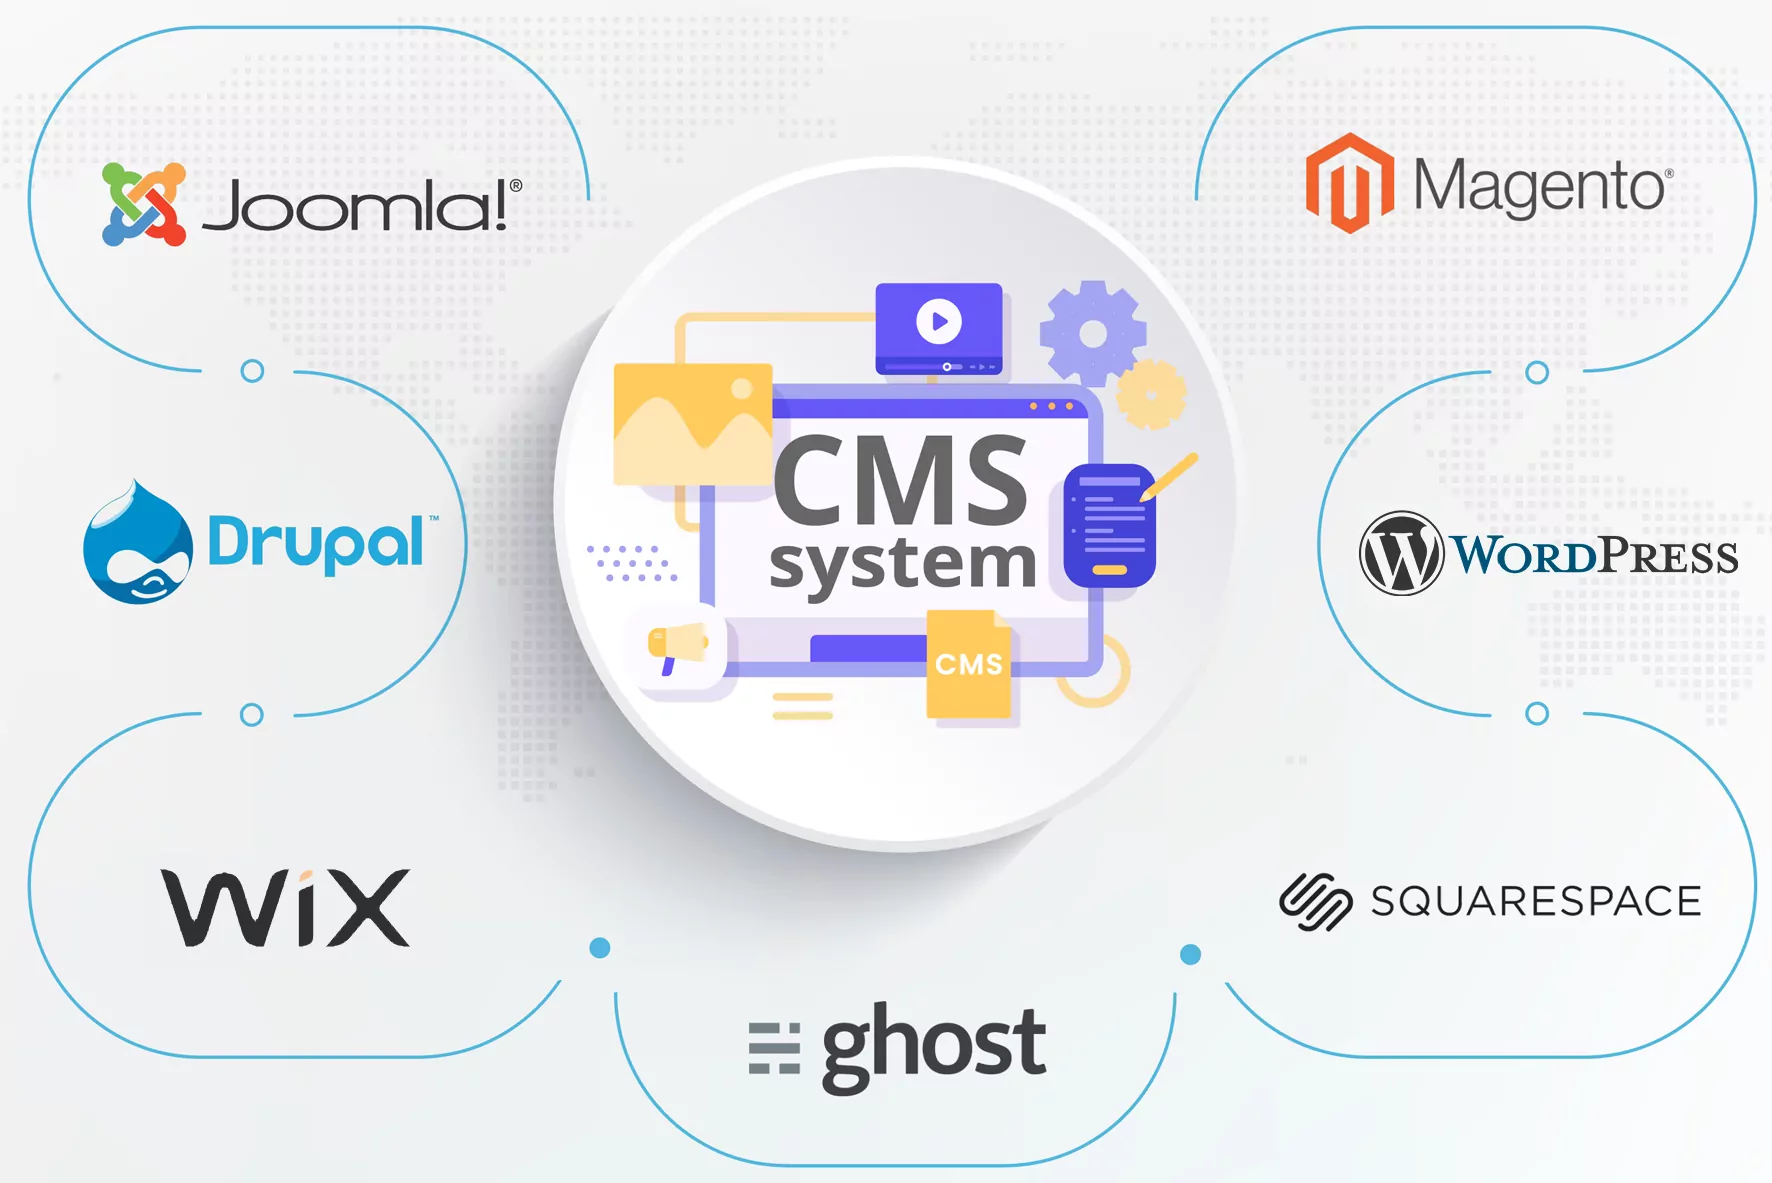 Joomla!®
Magento®
CMS
system
Drupal™
WORDPRESS
CMS
WiX
SQUARESPACE
ghost